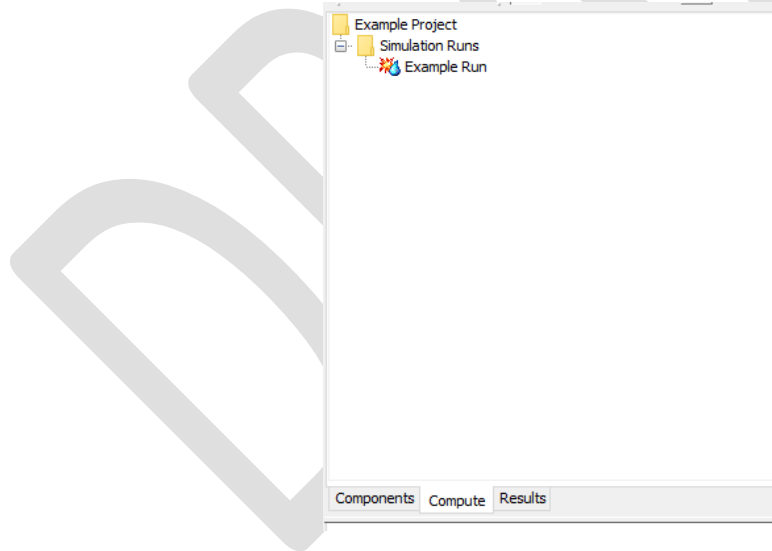 Example Project
Simulation Runs
Example Run
Components Compute Results